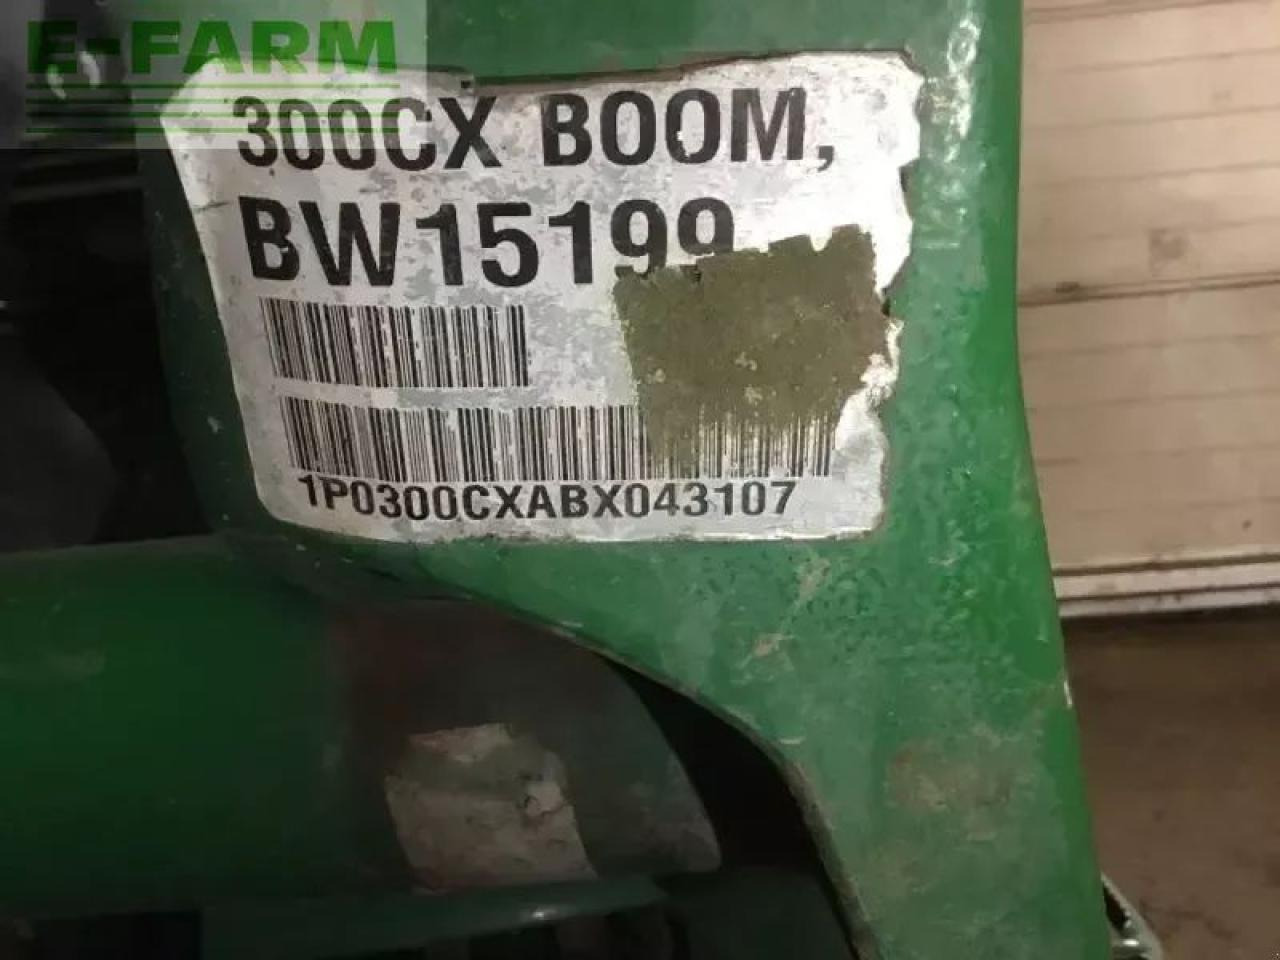 E-FARM
300CX BOOM,
BW15199
1P0300CXABX043107